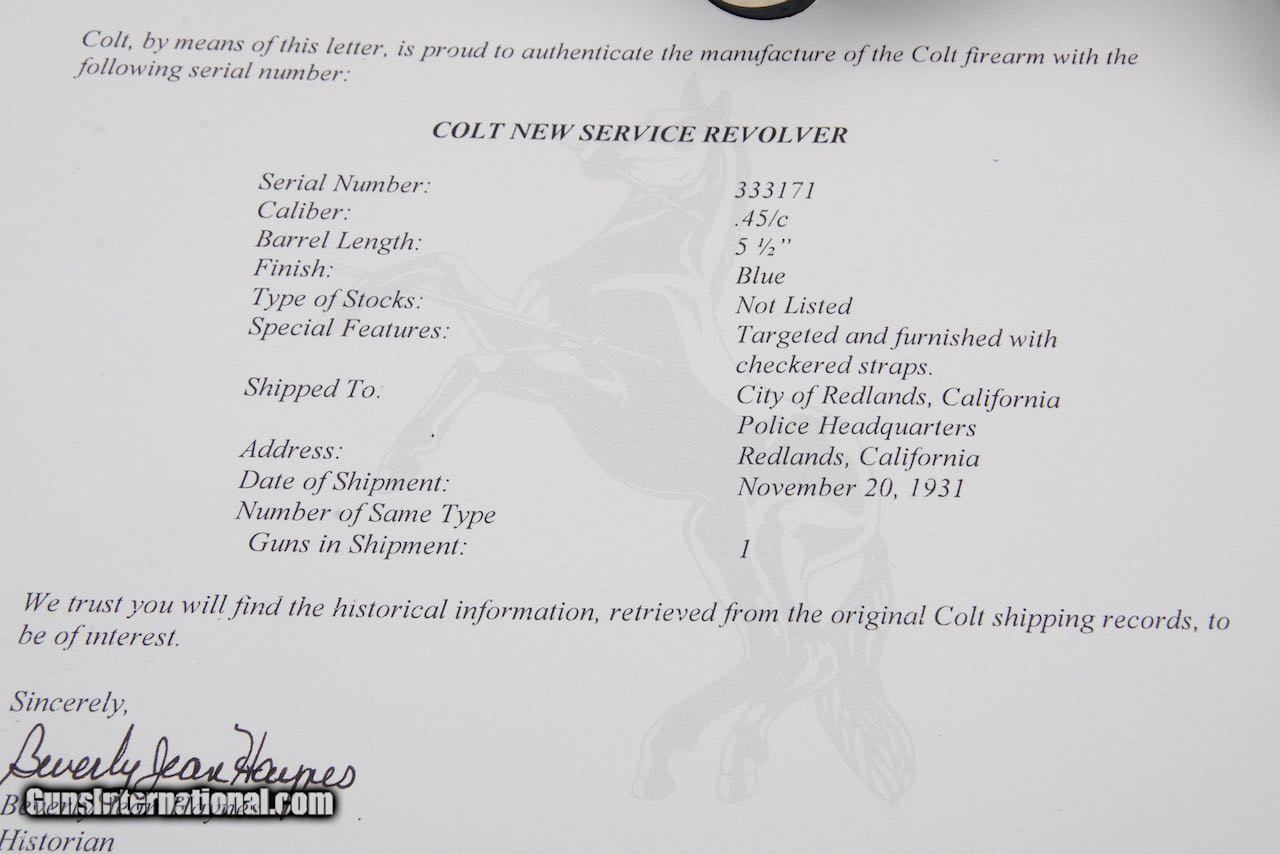 Colt, by means of this letter, is proud to authenticate the manufacture of the Colt firearm with the
following serial number:
COLT NEW SERVICE REVOLVER
Serial Number: 333171
Caliber: .45/c
Barrel Length: 5 ½”
Finish: Blue
Type of Stocks: Not Listed
Special Features: Targeted and furnished with
checkered straps.
Shipped To: City of Redlands, California
Police Headquarters
Address: Redlands, California
Date of Shipment: November 20, 1931
Number of Same Type
Guns in Shipment: 1
We trust you will find the historical information, retrieved from the original Colt shipping records, to
be of interest.
Sincerely,
Beverly Jean Haynes
Beverly Jean Haynes
GunsInternational.com
Historian